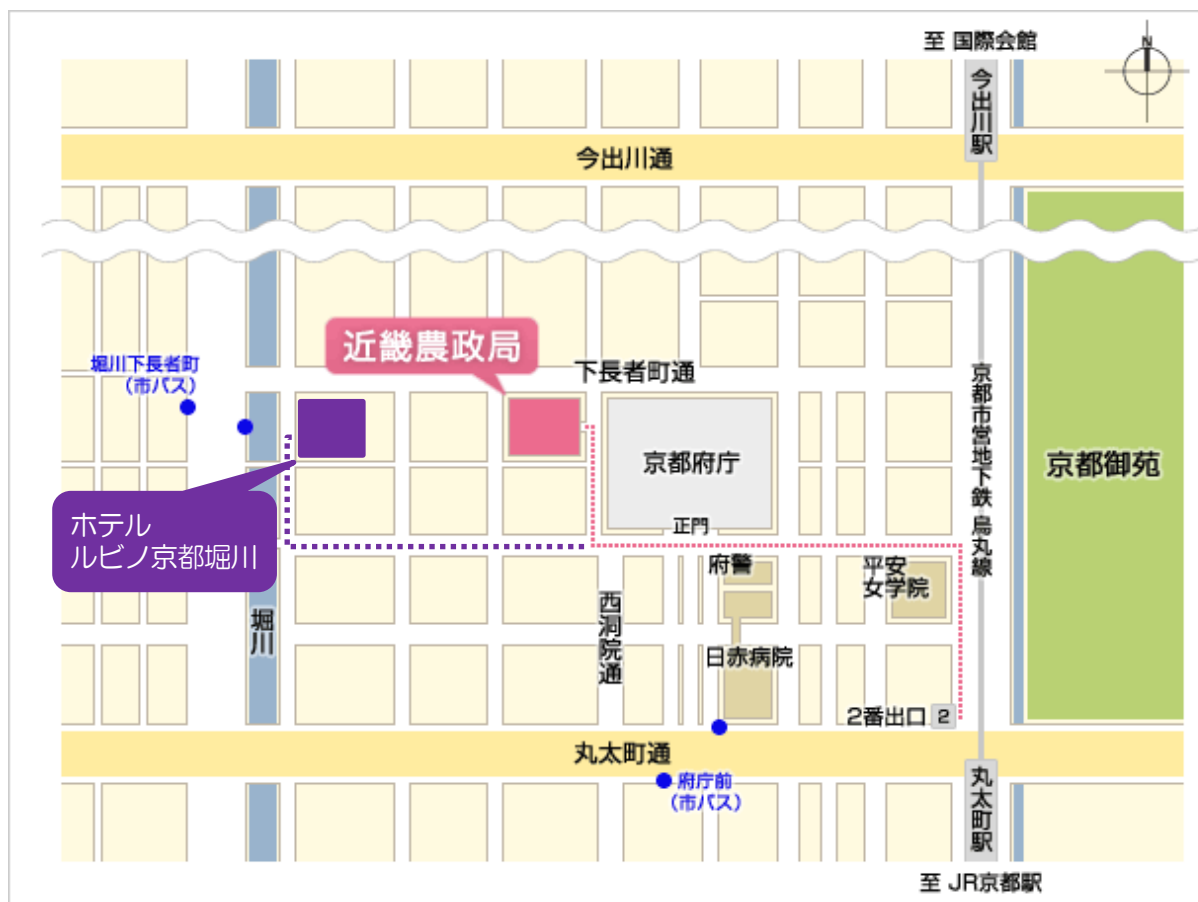 至 国際会館
N
今出川駅
今出川通
近畿農政局
堀川下長者町
(市バス)
下長者町通
京都市営地下鉄 烏丸線
京都府庁
京都御苑
正門
ホテル
ルビノ京都堀川
府警
平安
女学院
西洞院通
堀川
日赤病院
2番出口 2
丸太町通
府庁前
(市バス)
丸太町駅
至 JR京都駅